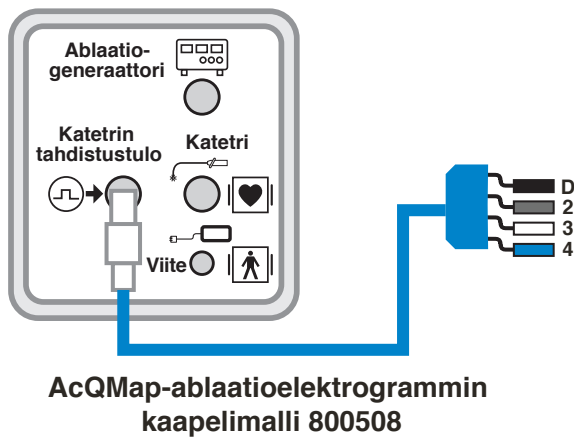 Ablaatio-
generaattori
Katetrin
tahdistustulo
Katetri
Viite
D
2
3
4
AcQMap-ablaatioelektrogrammin
kaapelimalli 800508